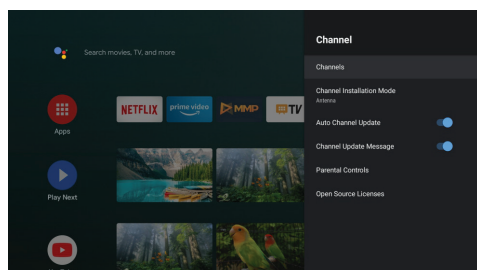 Search movies, TV, and more
Apps
NETFLIX
prime video
MMP
TV
Play Next
Channel
Channels
Channel Installation Mode
Antenna
Auto Channel Update
Channel Update Message
Parental Controls
Open Source Licenses